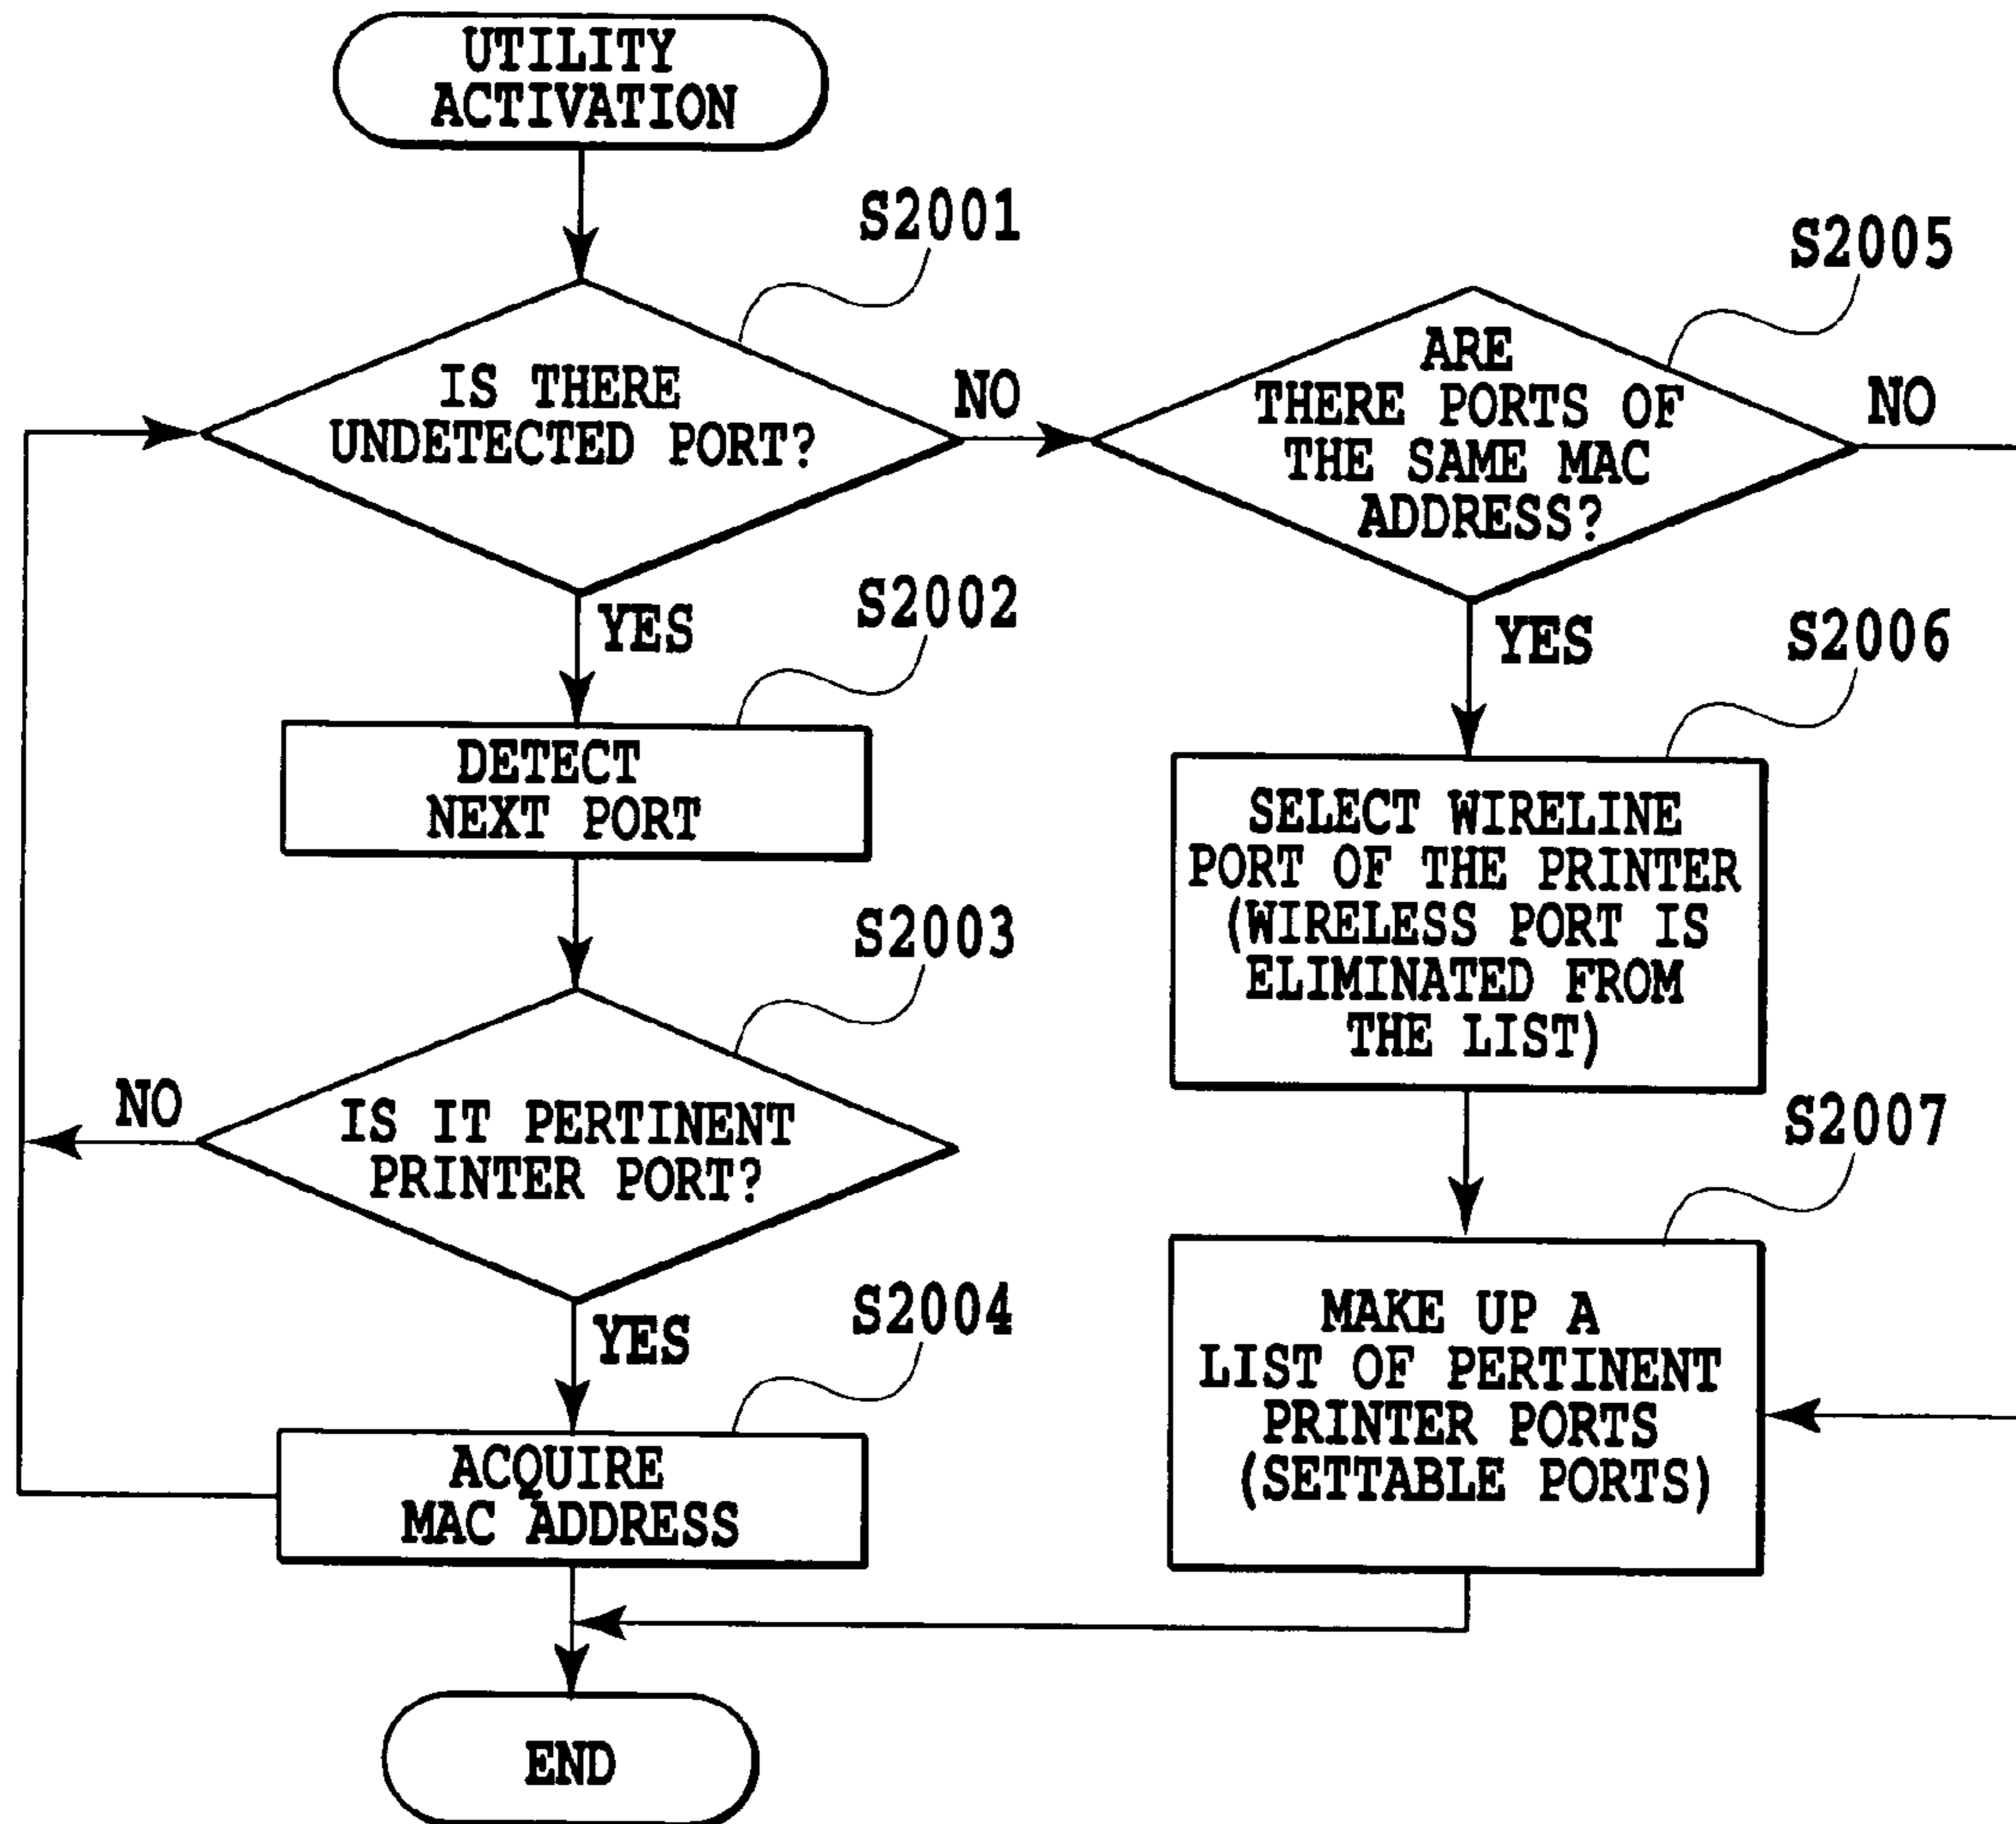 UTILITY
ACTIVATION
S2001
IS THERE
UNDETECTED PORT?
NO
YES
S2002
DETECT
NEXT PORT
S2003
IS IT PERTINENT
PRINTER PORT?
NO
YES
S2004
ACQUIRE
MAC ADDRESS
S2005
ARE
THERE PORTS OF
THE SAME MAC
ADDRESS?
NO
YES
S2006
SELECT WIRELINE
PORT OF THE PRINTER
(WIRELESS PORT IS
ELIMINATED FROM
THE LIST)
S2007
MAKE UP A
LIST OF PERTINENT
PRINTER PORTS
(SETTABLE PORTS)
END